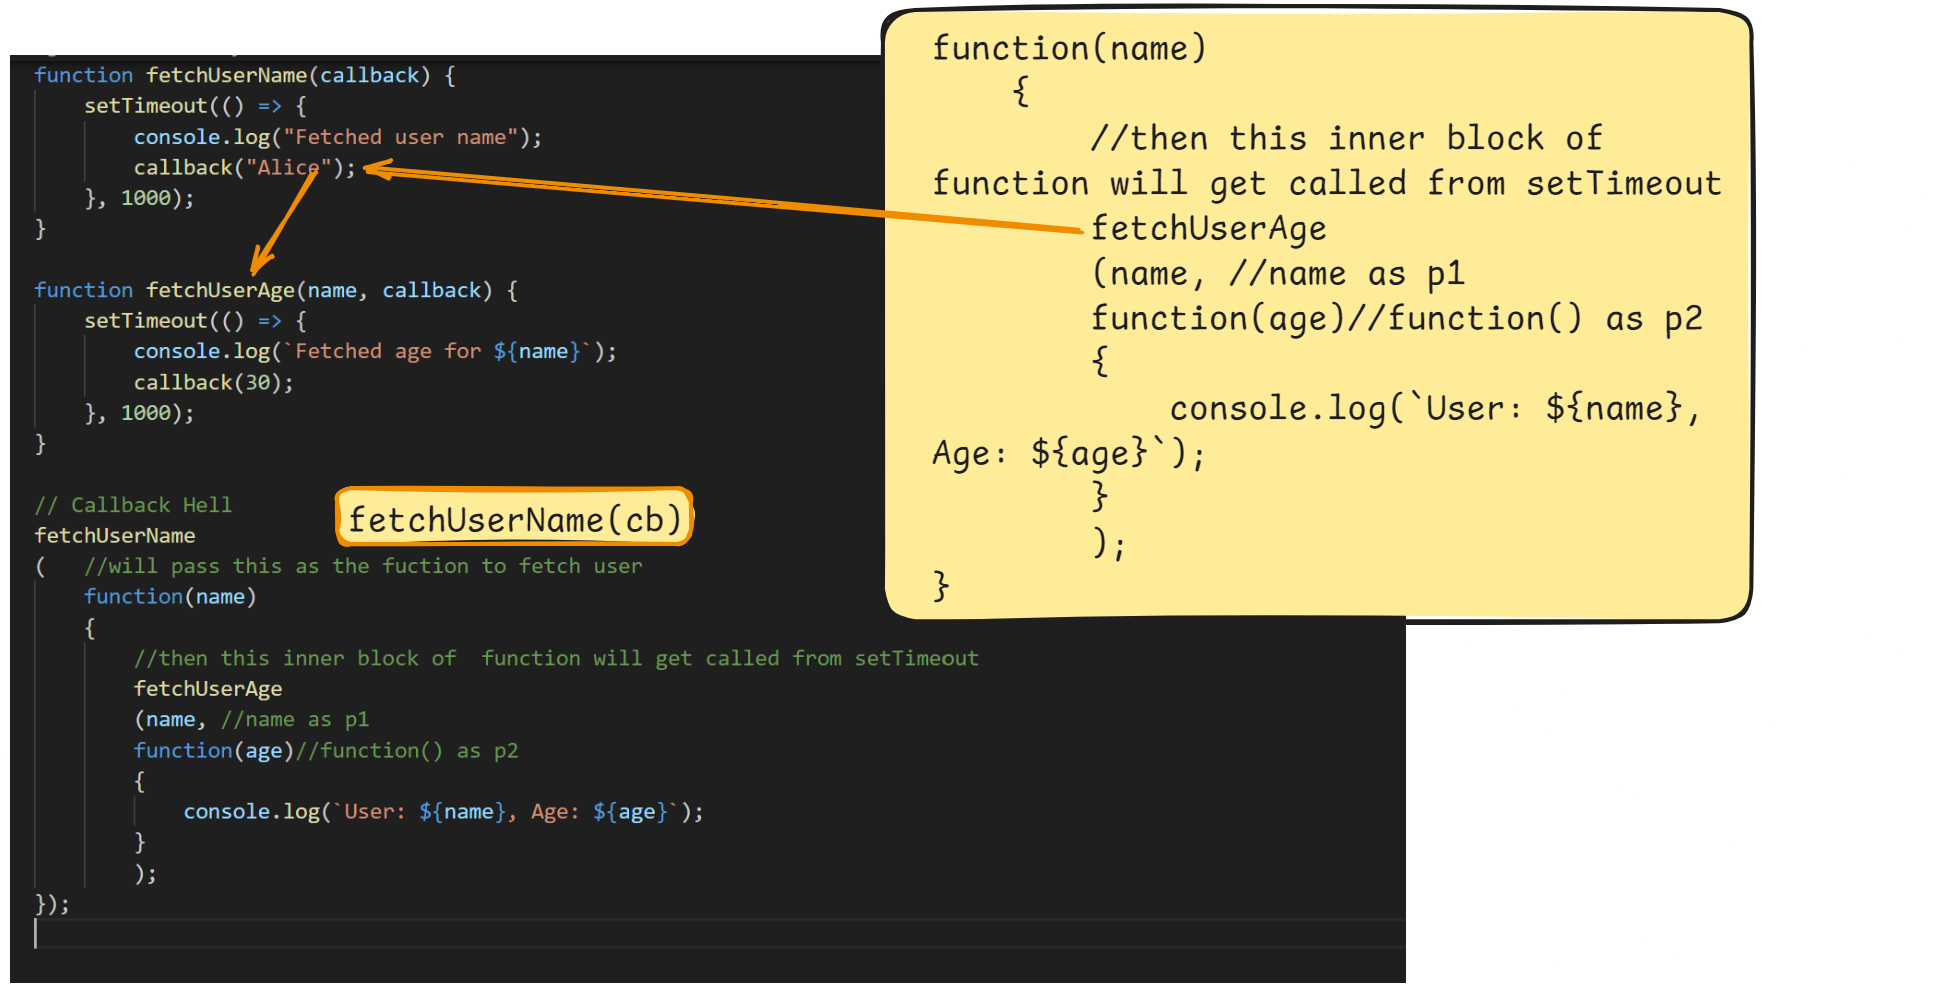 function fetchUserName(callback) {
setTimeout(() => {
console.log("Fetched user name");
callback("Alice");
}, 1000);
}
function fetchUserAge(name, callback) {
setTimeout(() => {
console.log(`Fetched age for ${name}`);
callback(30);
}, 1000);
}
// Callback Hell
fetchUserName
( //will pass this as the fuction to fetch user
function(name)
{
//then this inner block of  function will get called from setTimeout
fetchUserAge
(name, //name as p1
function(age)//function() as p2
{
console.log(`User: ${name}, Age: ${age}`);
}
);
});
fetchUserName(cb)
function(name)
{
//then this inner block of
function will get called from setTimeout
fetchUserAge
(name, //name as p1
function(age)//function() as p2
{
console.log(`User: ${name},
Age: ${age}`);
}
);
}